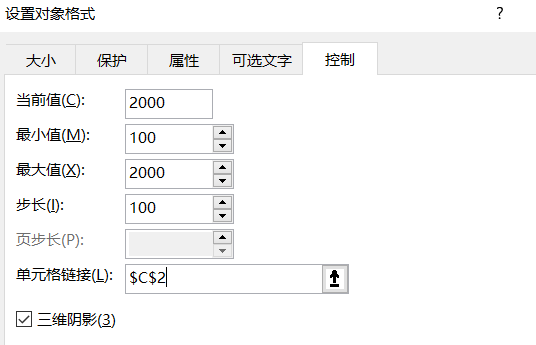 设置对象格式 ?
大小 保护 属性 可选文字 控制
当前值(C): 2000
最小值(M): 100
最大值(X): 2000
步长(I): 100
页步长(P):
单元格链接(L): $C$2
三维阴影(3)